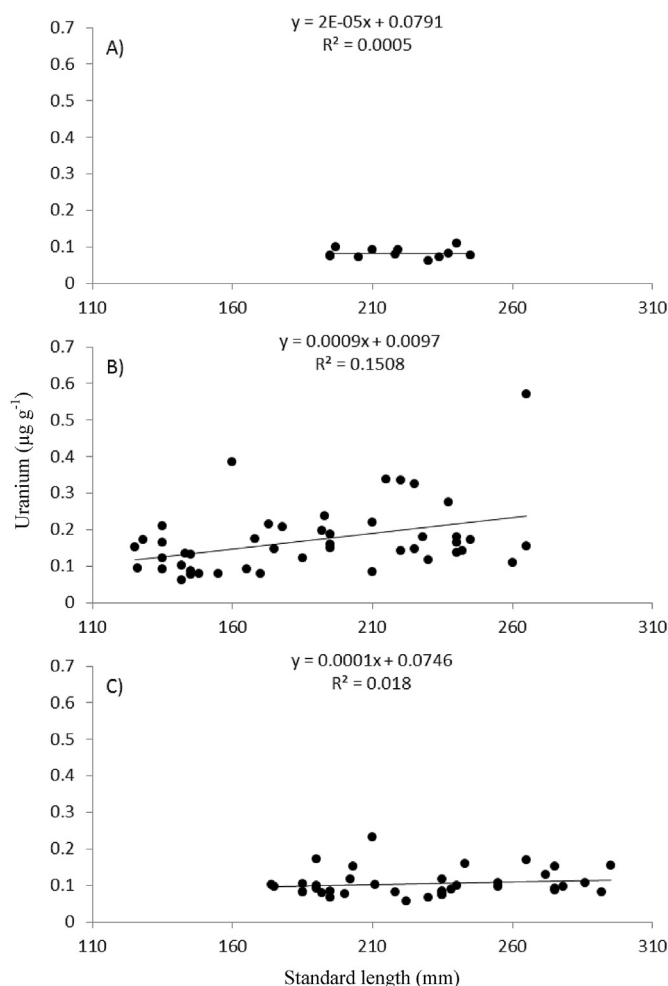 y = 2E-05x + 0.0791
R² = 0.0005
A)
0.7
0.6
0.5
0.4
0.3
0.2
0.1
0
110 160 210 260 310
y = 0.0009x + 0.0097
R² = 0.1508
B)
0.7
0.6
0.5
0.4
0.3
0.2
0.1
0
110 160 210 260 310
Uranium (µg g⁻¹)
y = 0.0001x + 0.0746
R² = 0.018
C)
0.7
0.6
0.5
0.4
0.3
0.2
0.1
0
110 160 210 260 310
Standard length (mm)